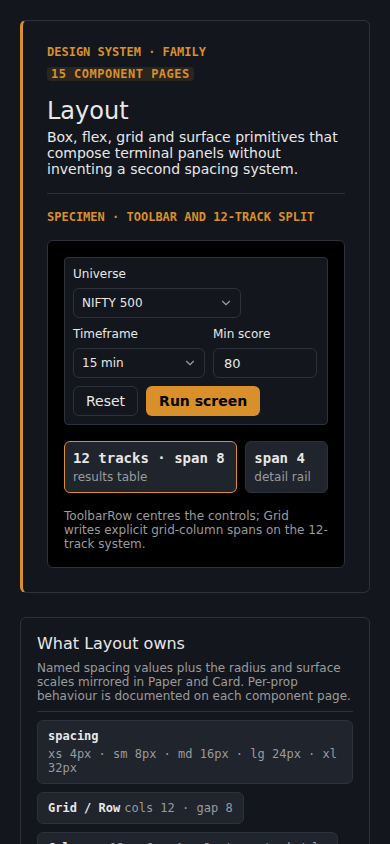 DESIGN SYSTEM · FAMILY
15 COMPONENT PAGES
Layout
Box, flex, grid and surface primitives that
compose terminal panels without
inventing a second spacing system.
SPECIMEN · TOOLBAR AND 12-TRACK SPLIT
Universe
NIFTY 500
Timeframe Min score
15 min 80
Reset Run screen
12 tracks · span 8 span 4
results table detail rail
ToolbarRow centres the controls; Grid
writes explicit grid-column spans on the 12-
track system.
What Layout owns
Named spacing values plus the radius and surface
scales mirrored in Paper and Card. Per-prop
behaviour is documented on each component page.
spacing
xs 4px · sm 8px · md 16px · lg 24px · xl
32px
Grid / Row cols 12 · gap 8